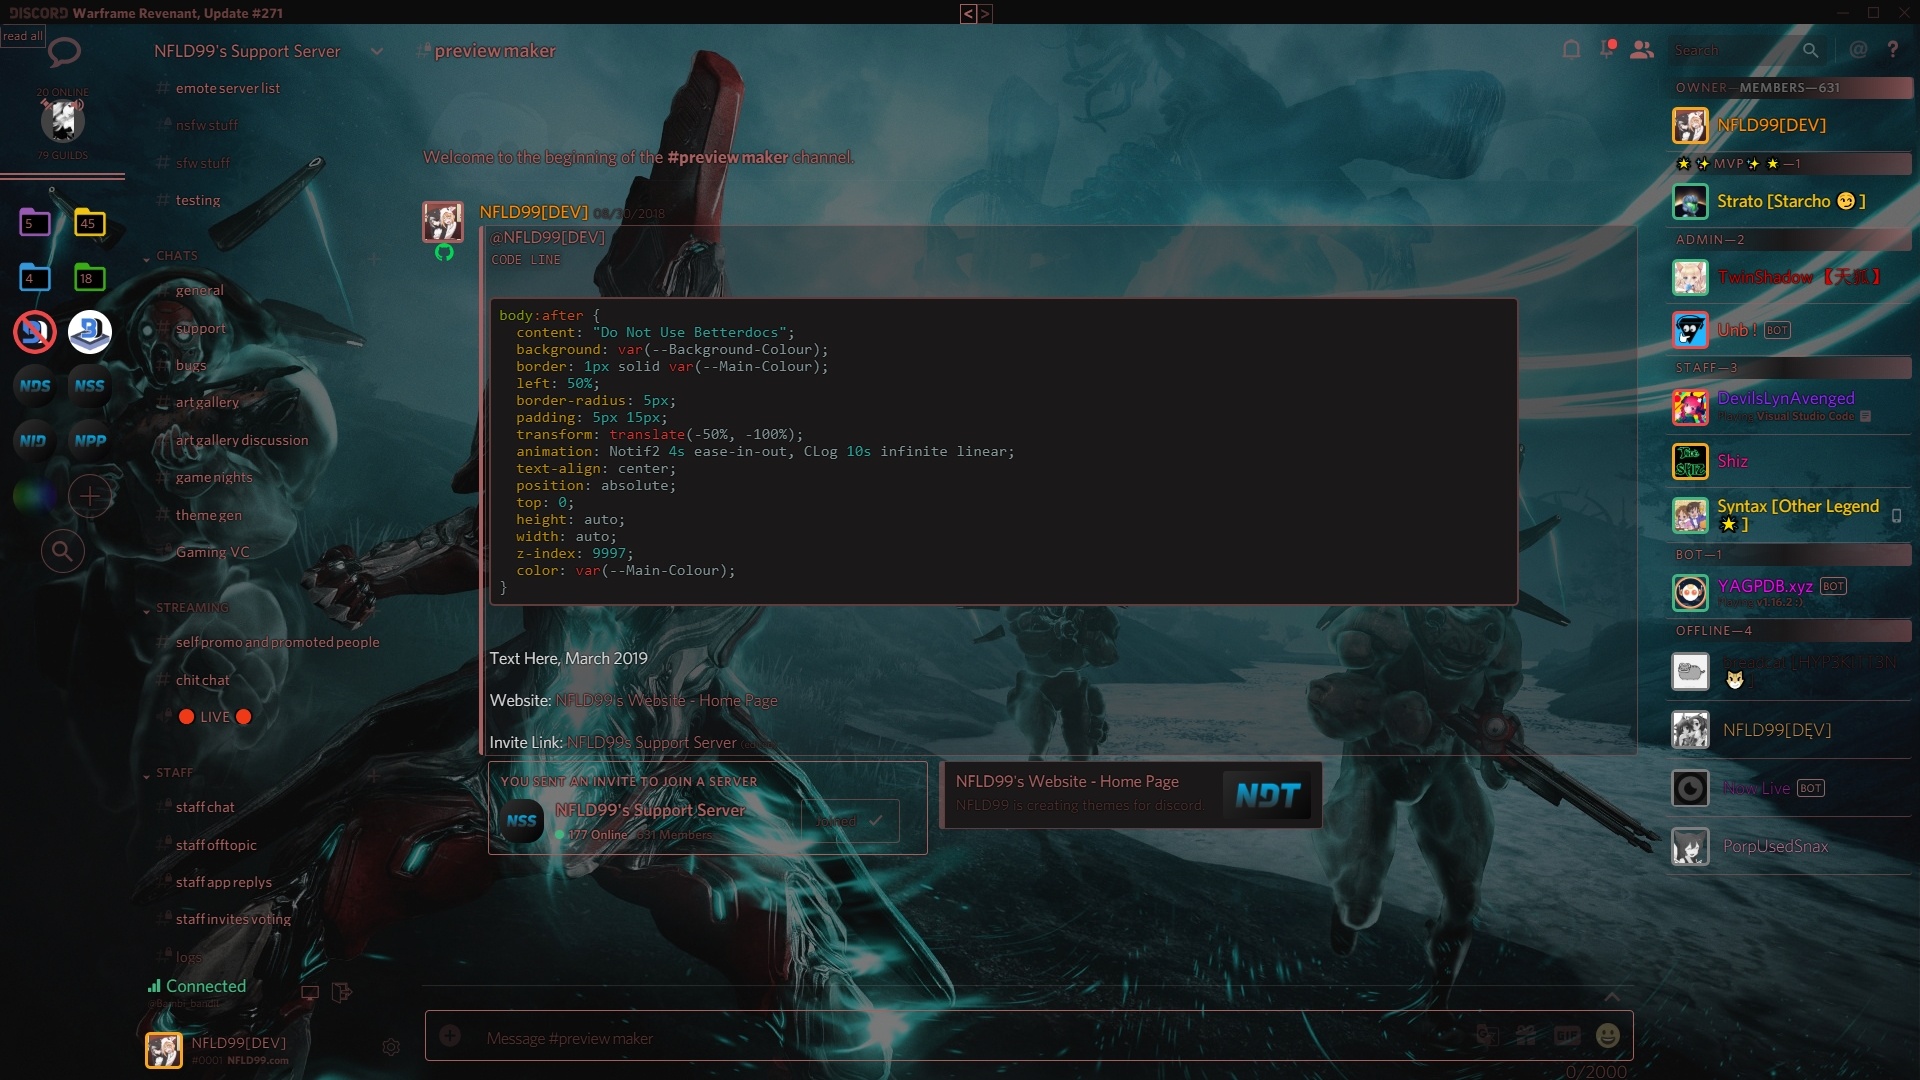 DISCORD Warframe Revenant, Update #271
< >
read all
20 ONLINE
79 GUILDS
5
45
4
18
NDS
NSS
NID
NPP
NFLD99's Support Server
emote server list
nsfw stuff
sfw stuff
testing
CHATS
general
support
bugs
art gallery
art gallery discussion
game nights
theme gen
Gaming VC
STREAMING
self promo and promoted people
chit chat
🔴 LIVE 🔴
STAFF
staff chat
staff offtopic
staff app replys
staff invites voting
logs
Connected
NFLD99[DEV]
#0001 NFLD99.com
# preview maker
Welcome to the beginning of the #preview maker channel.
NFLD99[DEV] 08/30/2018
@NFLD99[DEV]
CODE LINE
body:after {
content: "Do Not Use Betterdocs";
background: var(--Background-Colour);
border: 1px solid var(--Main-Colour);
left: 50%;
border-radius: 5px;
padding: 5px 15px;
transform: translate(-50%, -100%);
animation: Notif2 4s ease-in-out, CLog 10s infinite linear;
text-align: center;
position: absolute;
top: 0;
height: auto;
width: auto;
z-index: 9997;
color: var(--Main-Colour);
}
Text Here, March 2019
Website: NFLD99's Website - Home Page
Invite Link: NFLD99s Support Server
YOU SENT AN INVITE TO JOIN A SERVER
NSS
NFLD99's Support Server
177 Online 631 Members
Joined
NFLD99's Website - Home Page
NFLD99 is creating themes for discord.
NDT
Message #preview maker
GIF
0/2000
Search
@ ?
OWNER—MEMBERS—631
NFLD99[DEV]
🌟✨MVP✨🌟—1
Strato [Starcho 😏]
ADMIN—2
TwinShadow
Unb ! BOT
STAFF—3
DevilsLynAvenged
Playing Visual Studio Code
The SHIZ
Shiz
Syntax [Other Legend
🌟]
BOT—1
YAGPDB.xyz BOT
Playing v1.16.2 :)
OFFLINE—4
NFLD99[DEV]
Now Live BOT
PorpUsedSnax